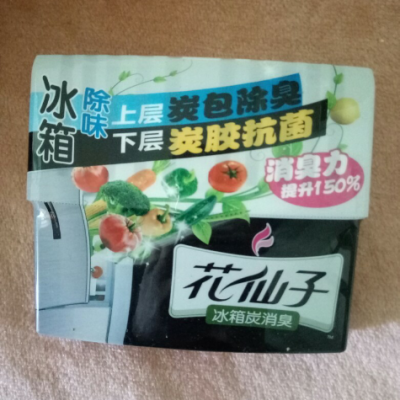 冰箱
除味
上层炭包除臭
下层炭胶抗菌
消臭力
提升150%
花仙子
冰箱炭消臭